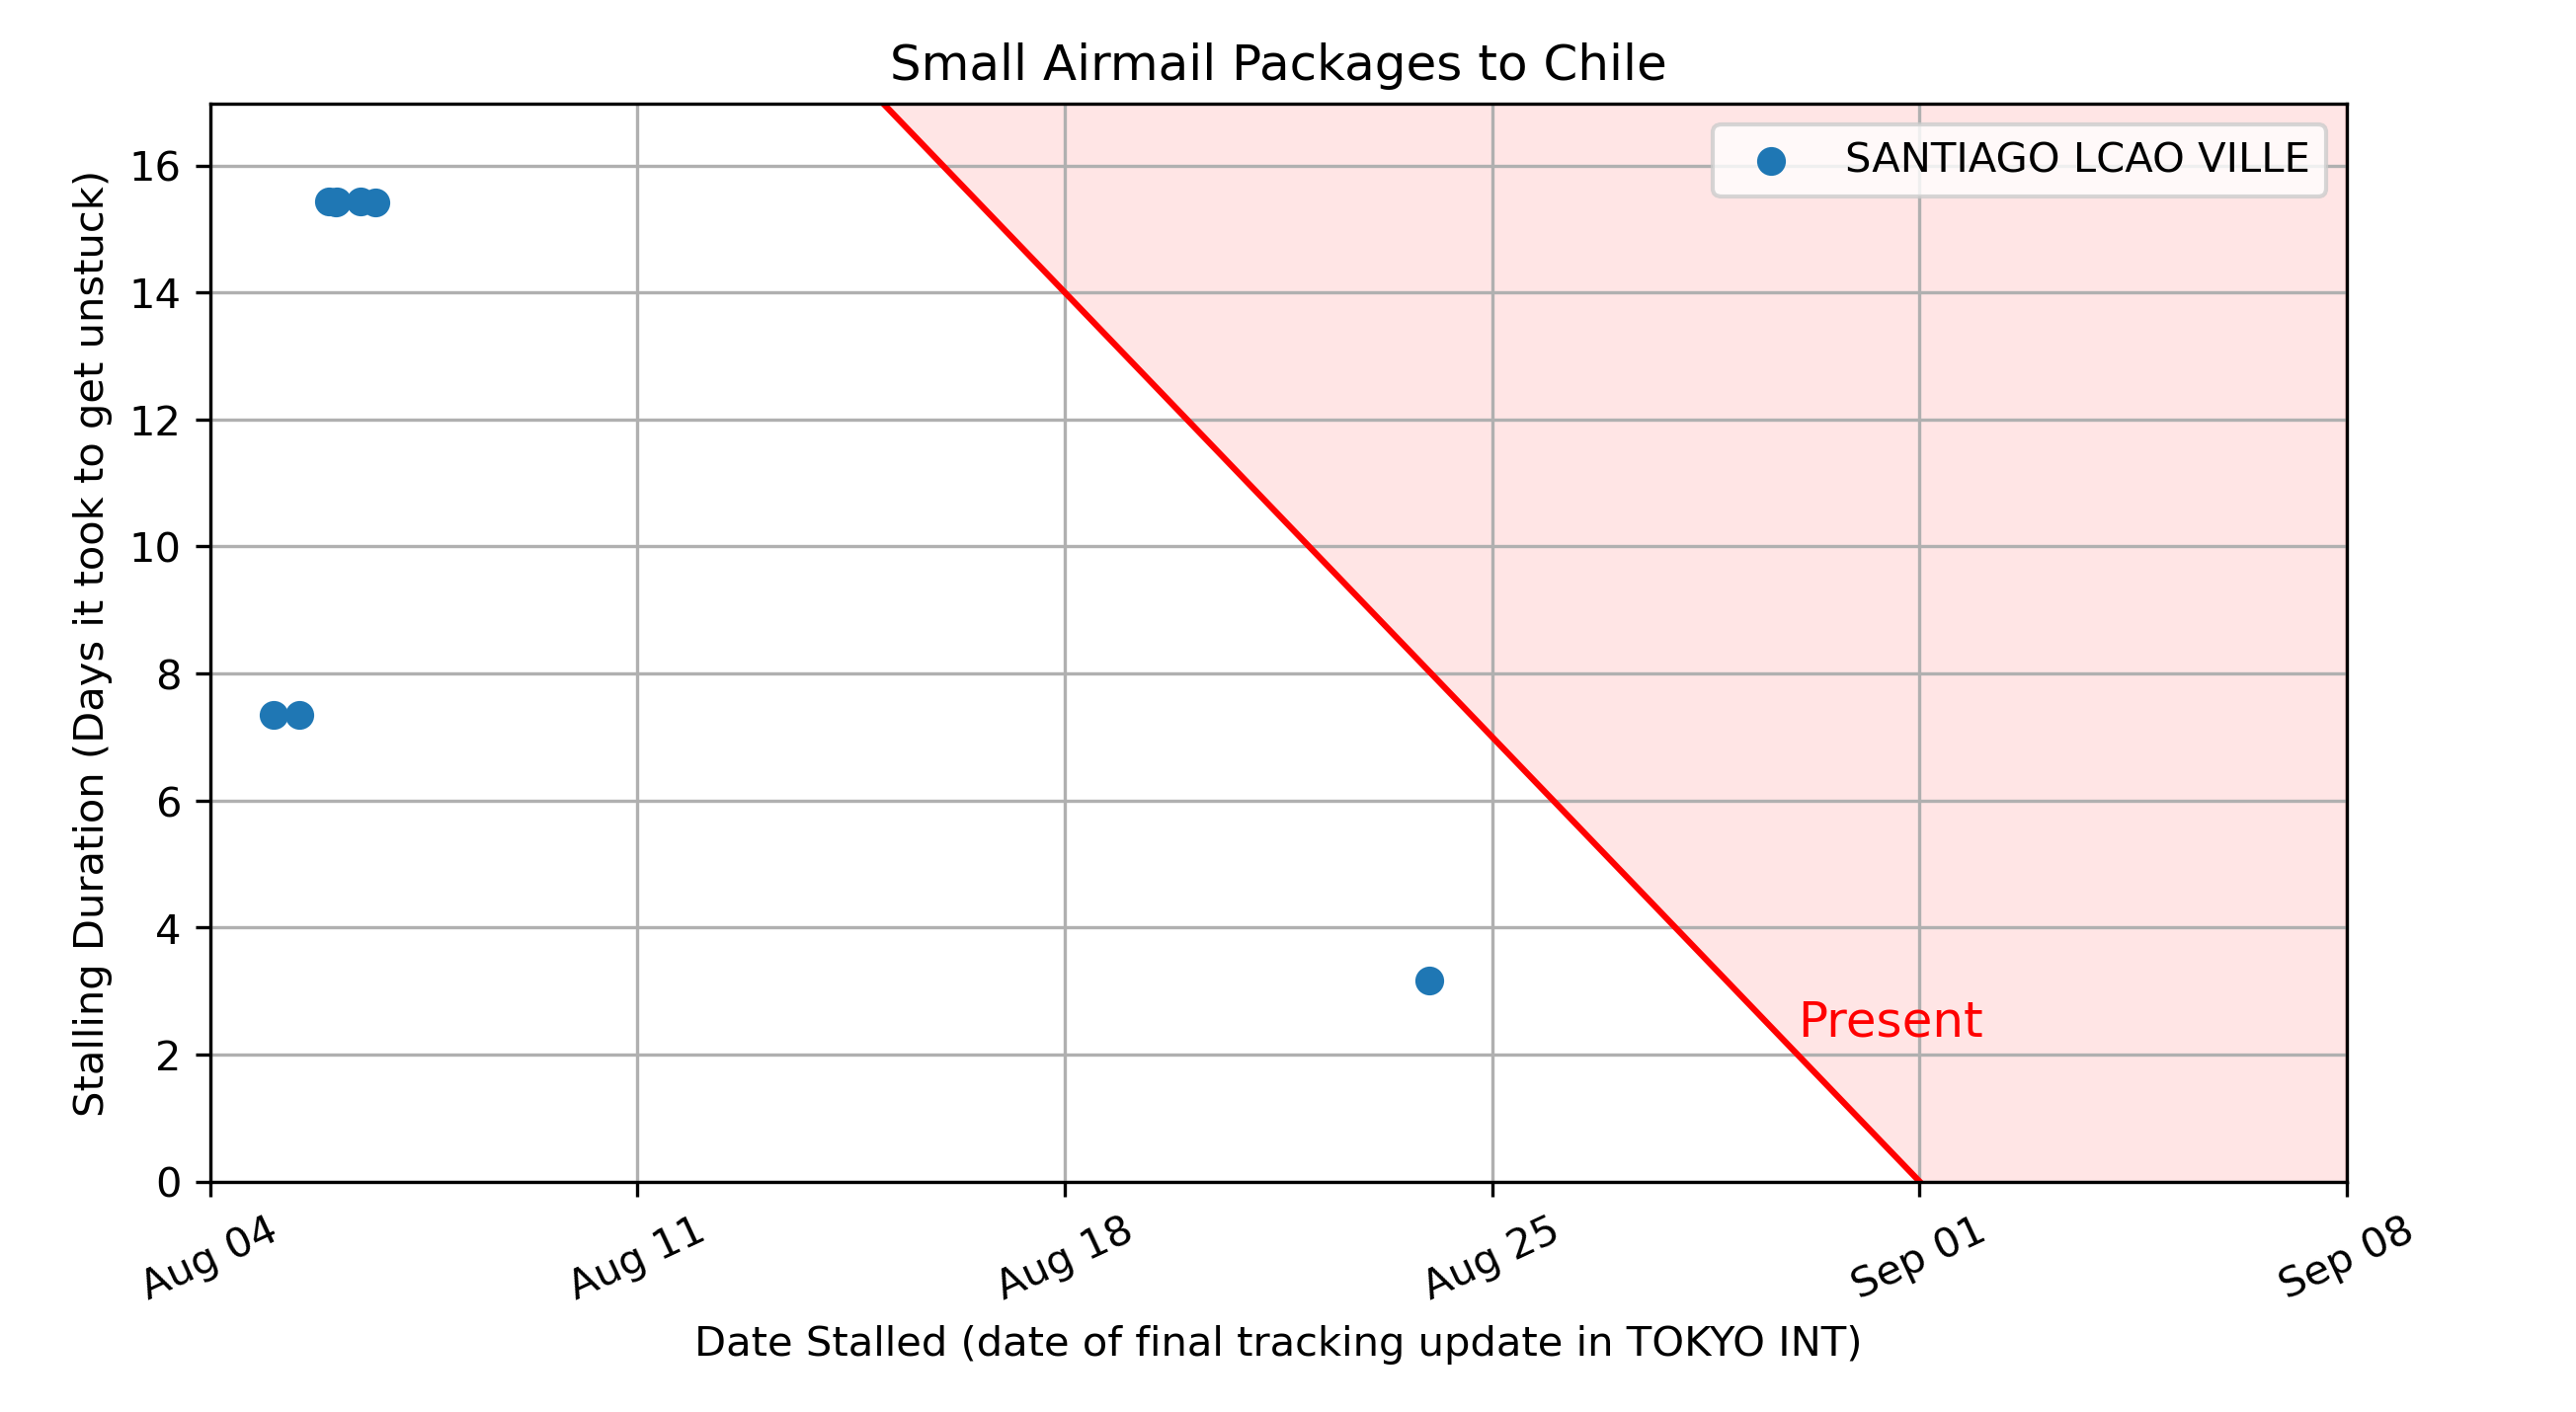 Small Airmail Packages to Chile
SANTIAGO LCAO VILLE
Stalling Duration (Days it took to get unstuck)
16
14
12
10
8
6
4
2
0
Present
Aug 04
Aug 11
Aug 18
Aug 25
Sep 01
Sep 08
Date Stalled (date of final tracking update in TOKYO INT)